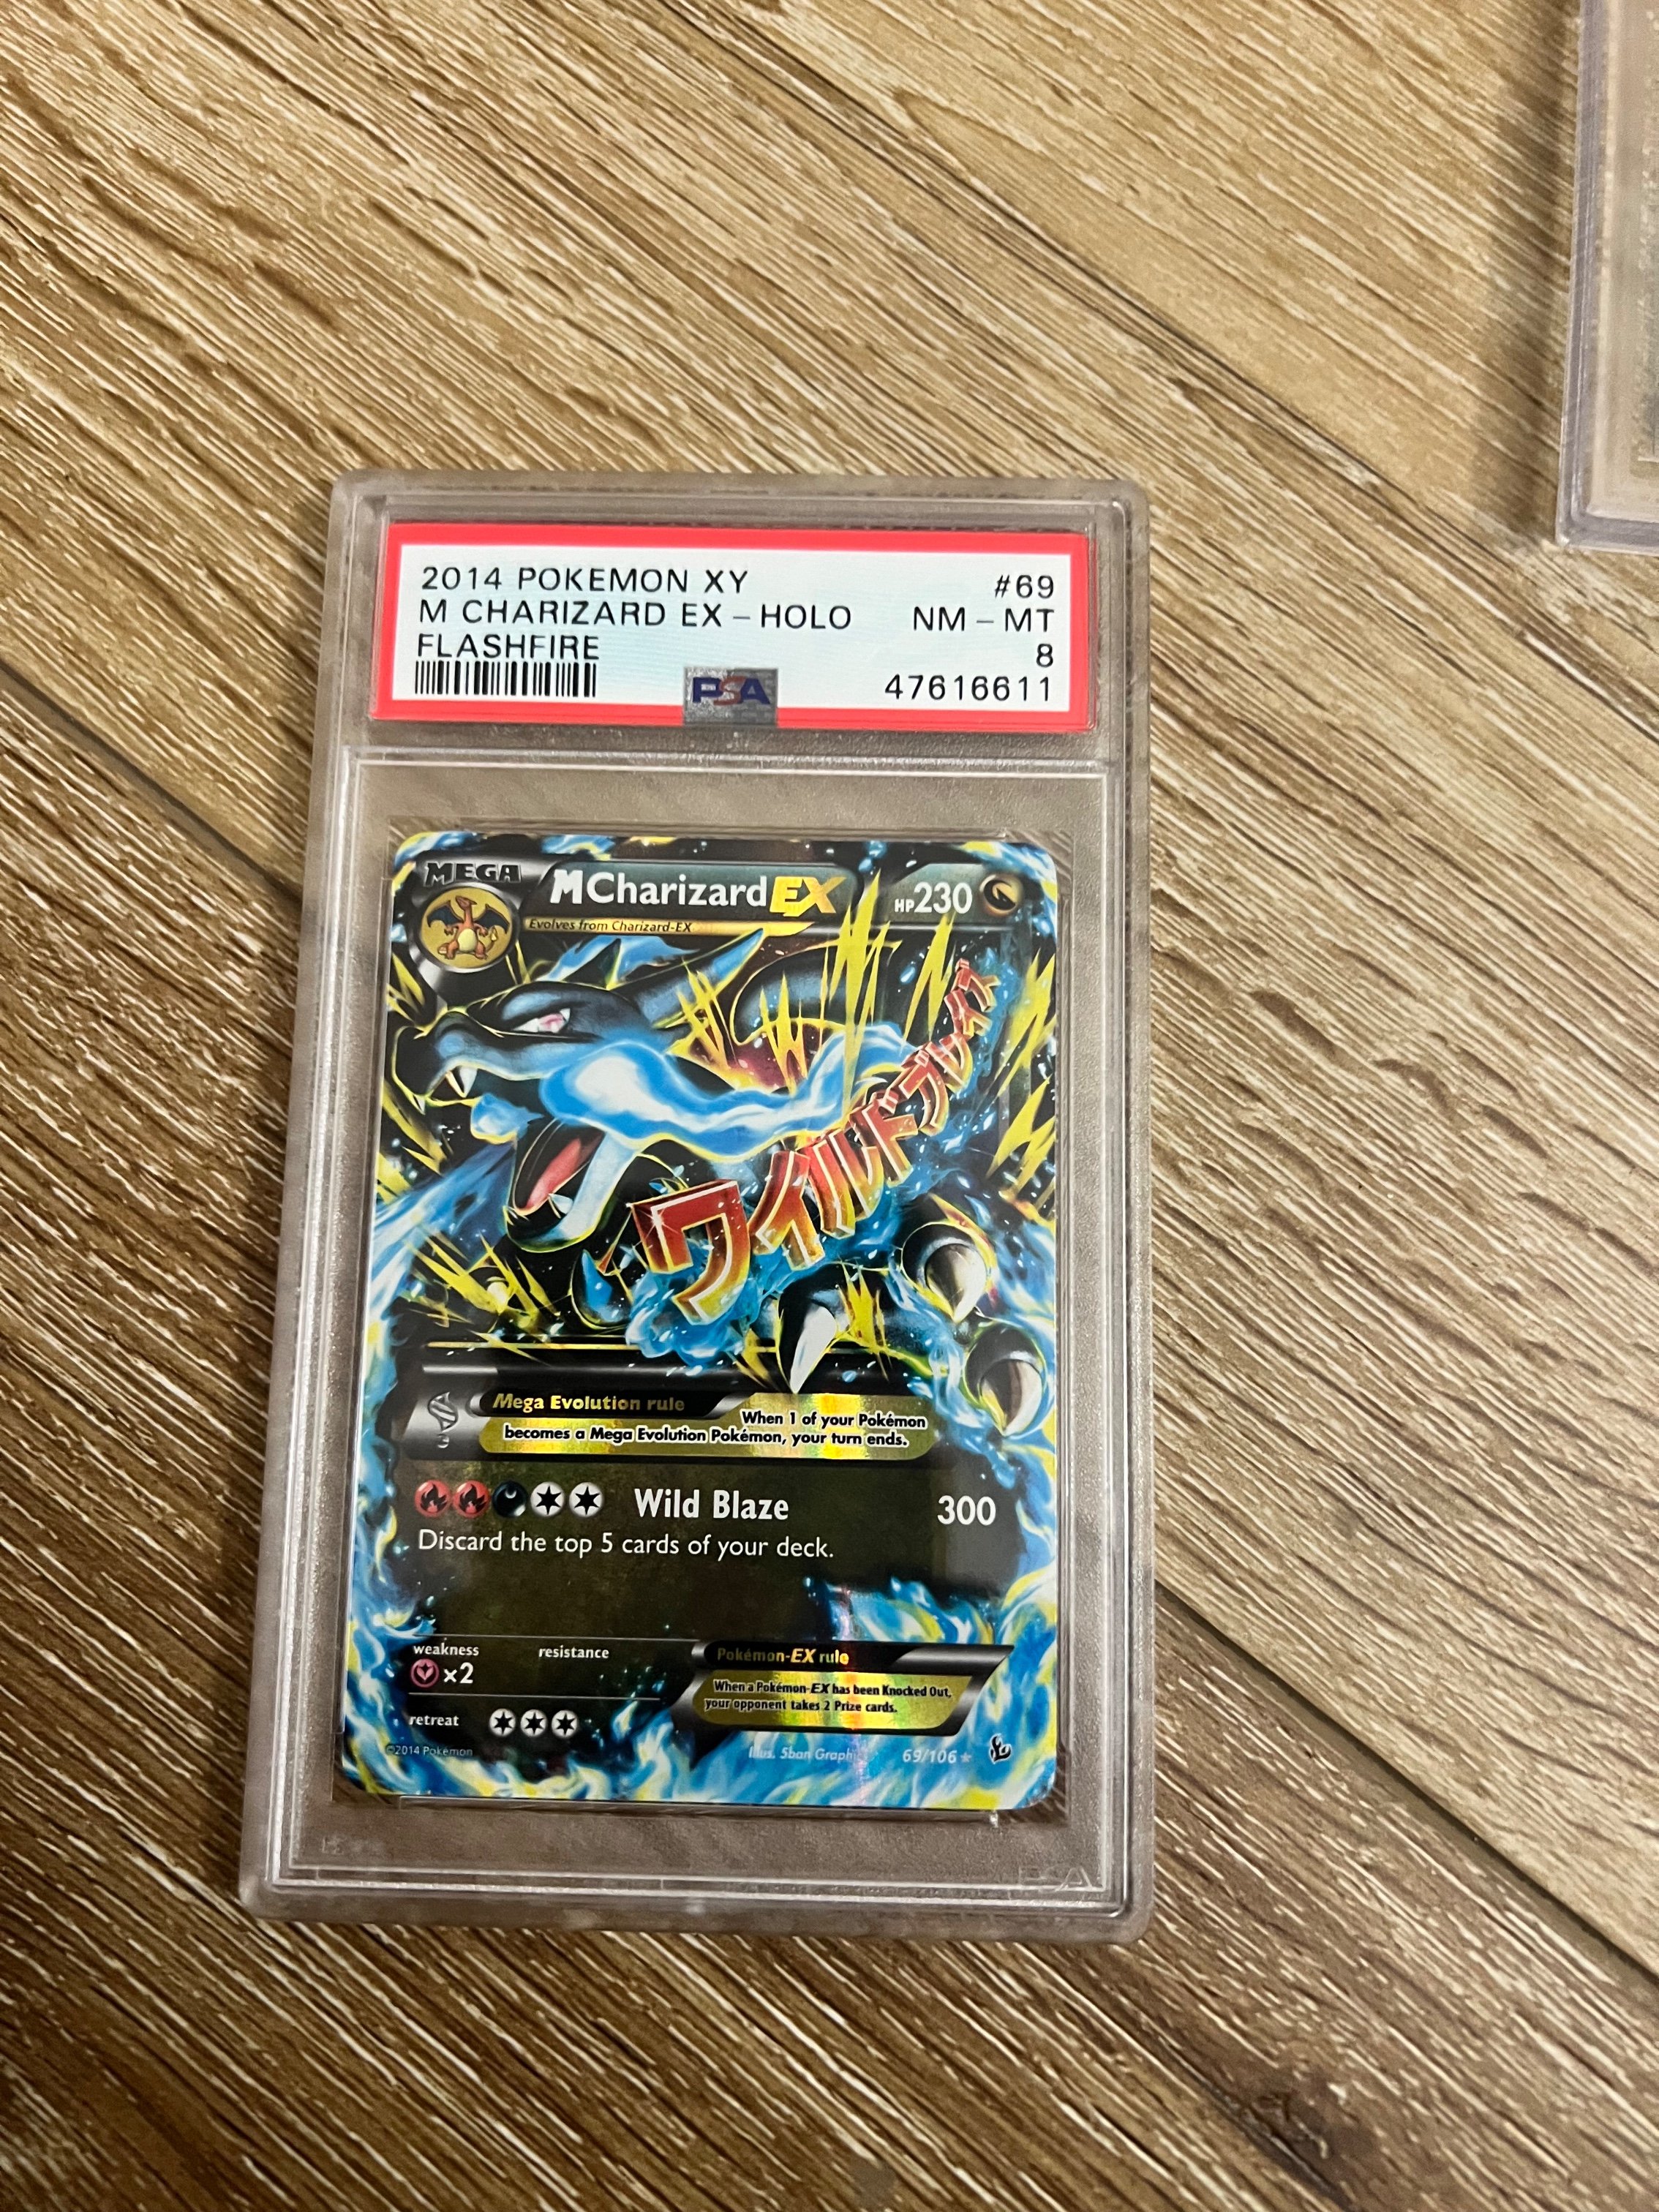 2014 POKEMON XY #69
M CHARIZARD EX - HOLO NM - MT
FLASHFIRE 8
PSA 47616611
MEGA
M Charizard EX HP230
Evolves from Charizard-EX
ワイルドブレイズ
Mega Evolution rule
When 1 of your Pokémon
becomes a Mega Evolution Pokémon, your turn ends.
Wild Blaze 300
Discard the top 5 cards of your deck.
weakness resistance
×2
Pokémon-EX rule
When a Pokémon-EX has been Knocked Out,
your opponent takes 2 Prize cards.
retreat
©2014 Pokémon
Illus. 5ban Graphics 69/106
PSA